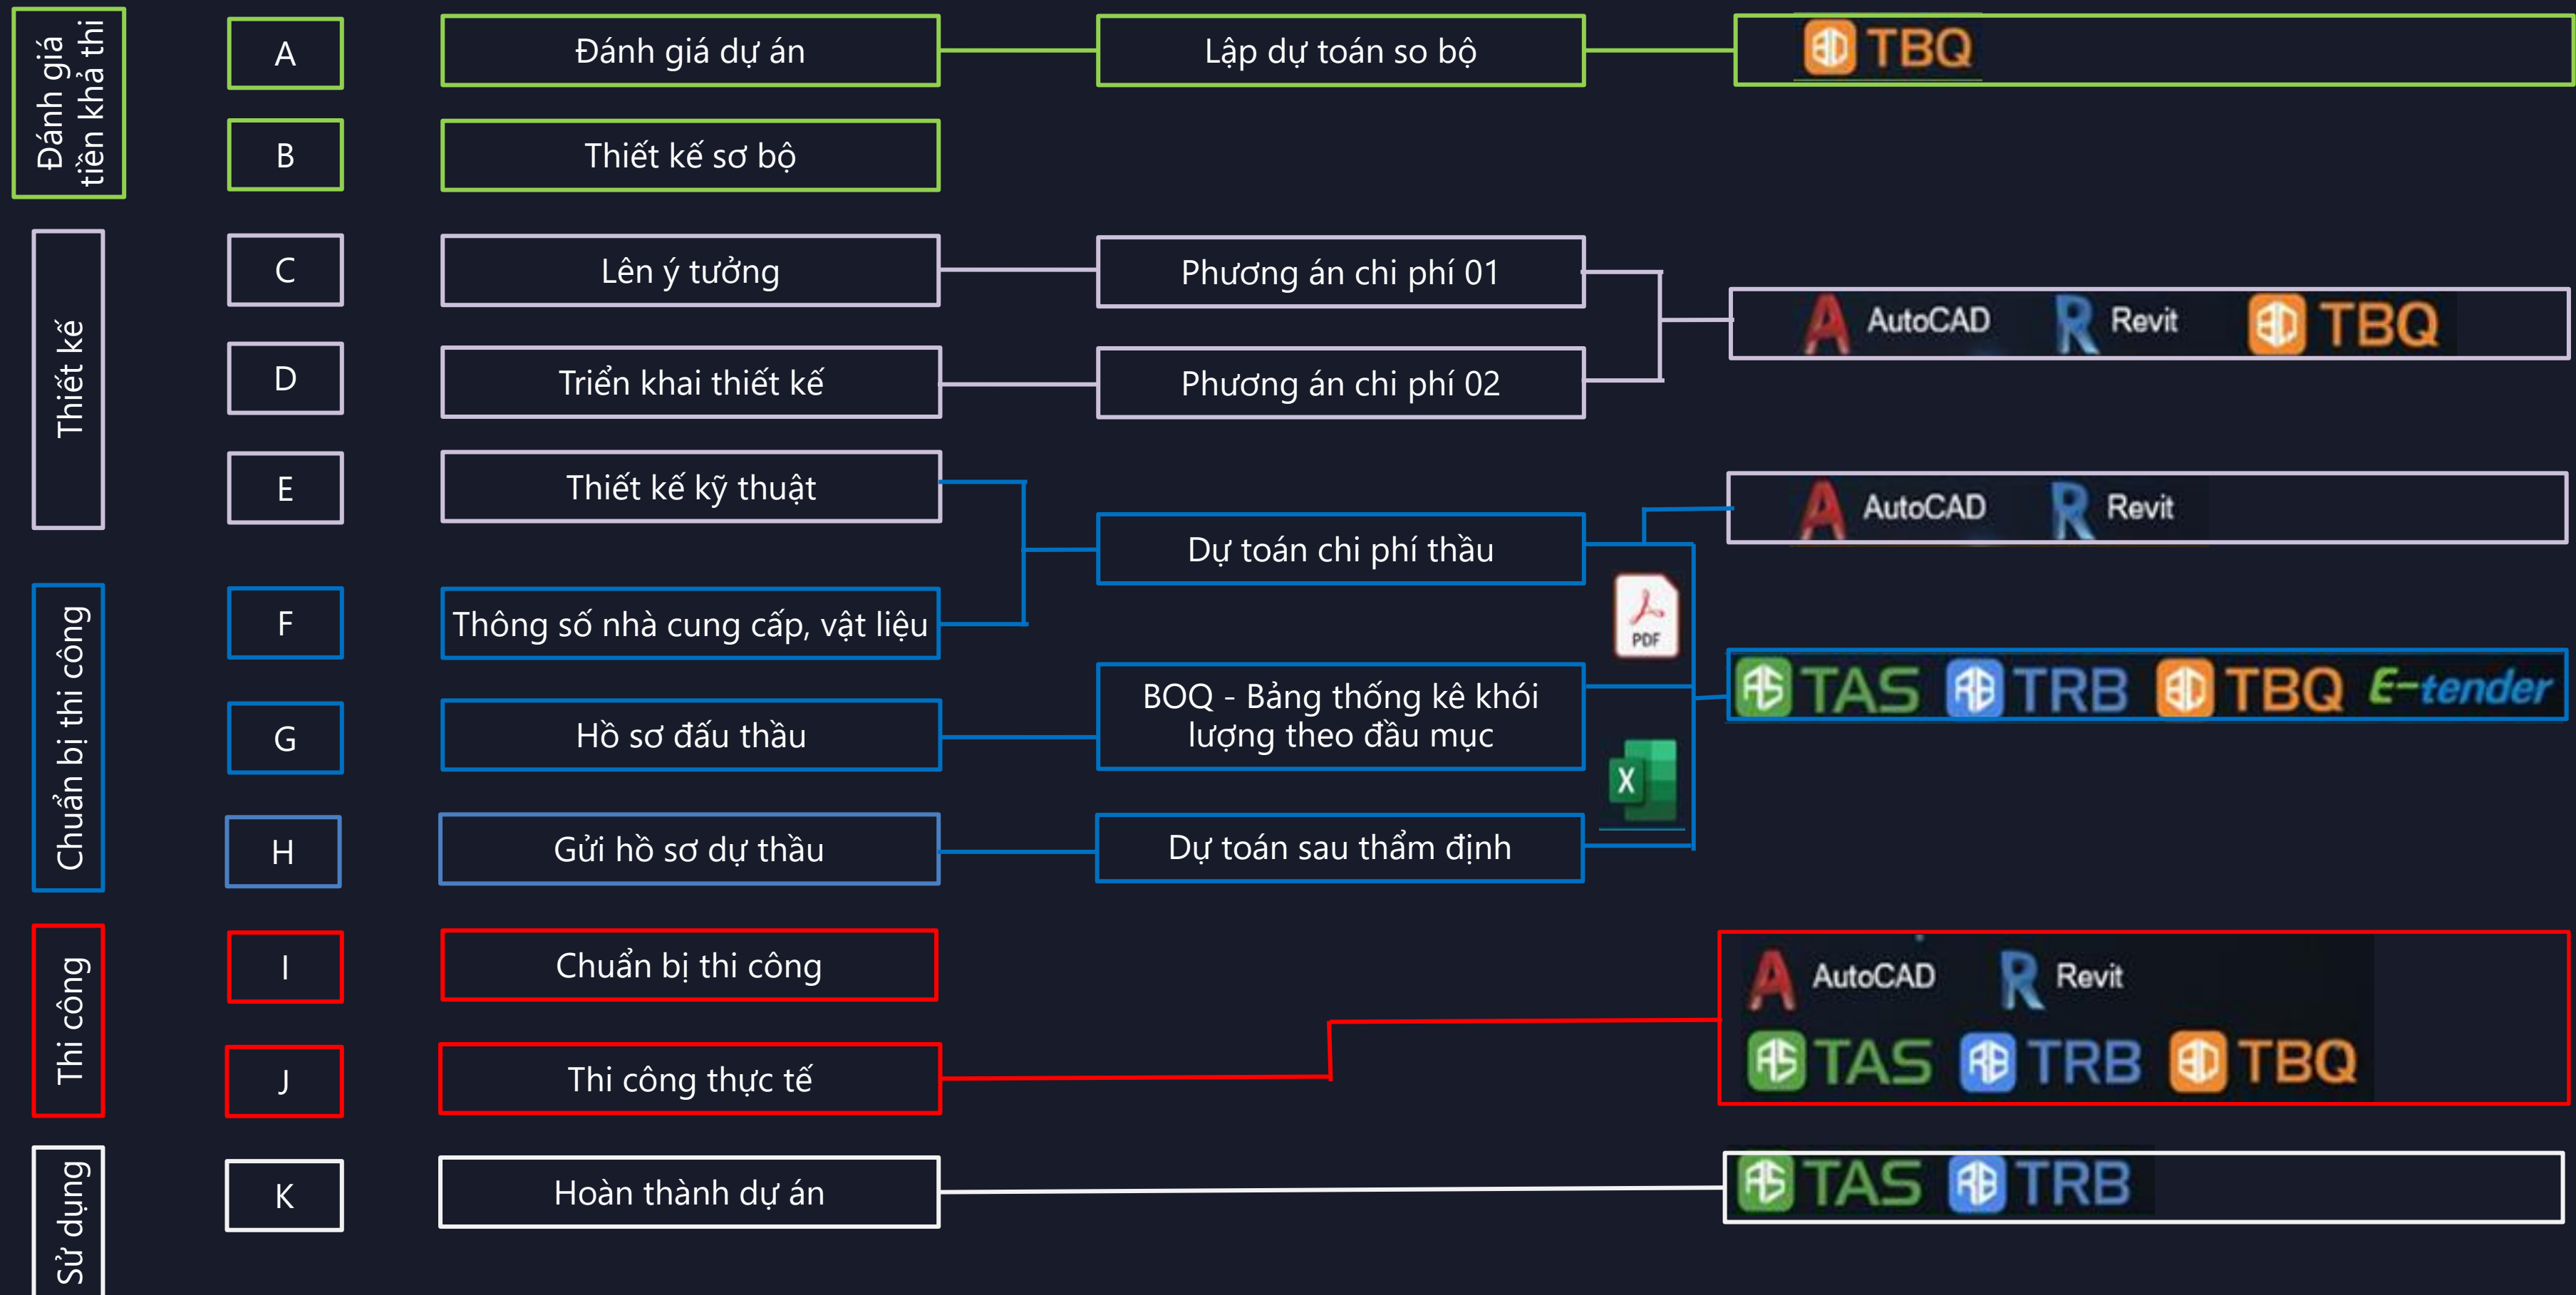 Đánh giá
tiền khả thi
A
Đánh giá dự án
Lập dự toán so bộ
TBQ
B
Thiết kế sơ bộ
Thiết kế
C
Lên ý tưởng
Phương án chi phí 01
AutoCAD Revit TBQ
D
Triển khai thiết kế
Phương án chi phí 02
E
Thiết kế kỹ thuật
Dự toán chi phí thầu
AutoCAD Revit
Chuẩn bị thi công
F
Thông số nhà cung cấp, vật liệu
PDF
TAS TRB TBQ E-tender
G
Hồ sơ đấu thầu
BOQ - Bảng thống kê khói
lượng theo đầu mục
X
H
Gửi hồ sơ dự thầu
Dự toán sau thẩm định
Thi công
I
Chuẩn bị thi công
AutoCAD Revit
TAS TRB TBQ
J
Thi công thực tế
Sử dụng
K
Hoàn thành dự án
TAS TRB